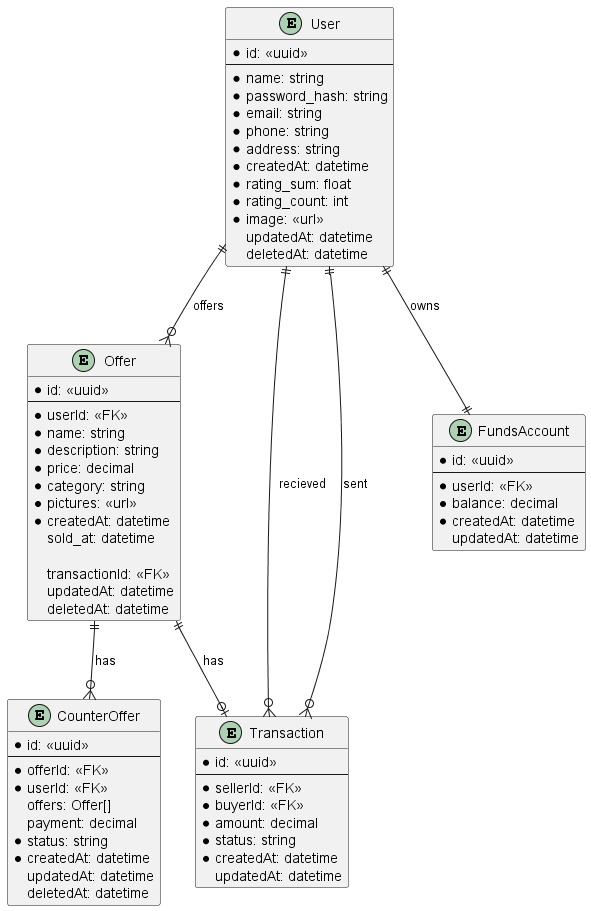 E User
* id: «uuid»
* name: string
* password_hash: string
* email: string
* phone: string
* address: string
* createdAt: datetime
* rating_sum: float
* rating_count: int
* image: «url»
updatedAt: datetime
deletedAt: datetime
offers
owns
E Offer
* id: «uuid»
* userId: «FK»
* name: string
* description: string
* price: decimal
* category: string
* pictures: «url»
* createdAt: datetime
sold_at: datetime
transactionId: «FK»
updatedAt: datetime
deletedAt: datetime
recieved
sent
E FundsAccount
* id: «uuid»
* userId: «FK»
* balance: decimal
* createdAt: datetime
updatedAt: datetime
has
has
E CounterOffer
* id: «uuid»
* offerId: «FK»
* userId: «FK»
offers: Offer[]
payment: decimal
* status: string
* createdAt: datetime
updatedAt: datetime
deletedAt: datetime
E Transaction
* id: «uuid»
* sellerId: «FK»
* buyerId: «FK»
* amount: decimal
* status: string
* createdAt: datetime
updatedAt: datetime